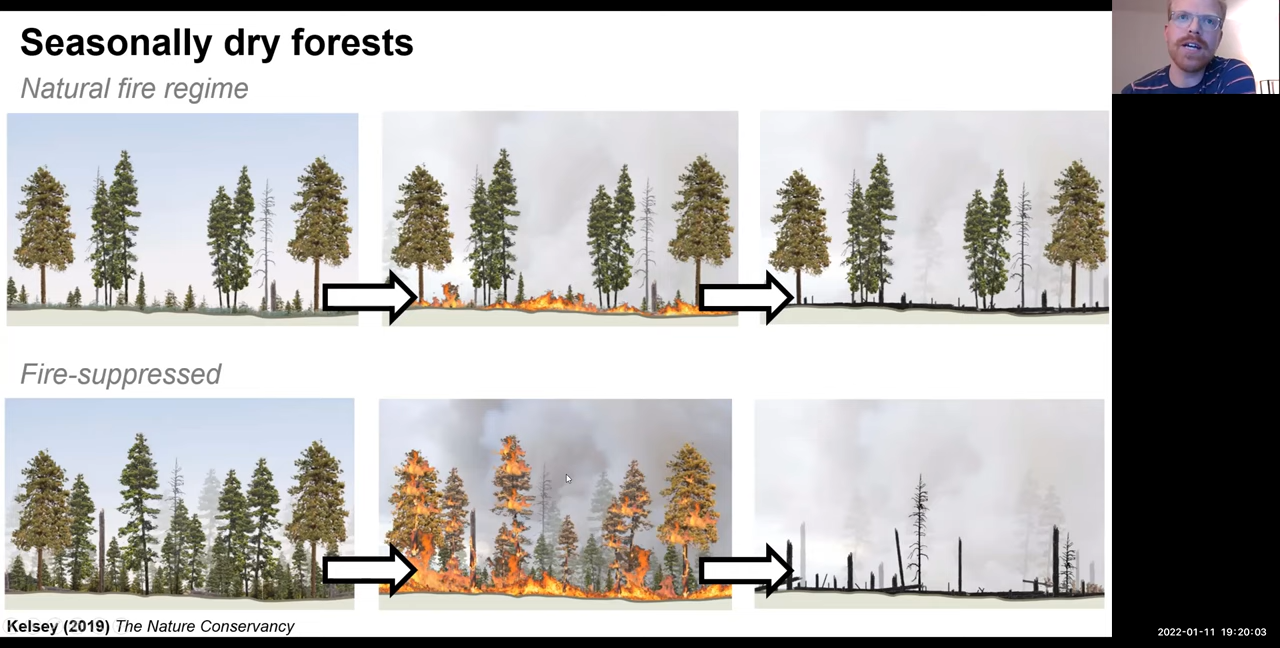 Seasonally dry forests
Natural fire regime
Fire-suppressed
Kelsey (2019) The Nature Conservancy
2022-01-11 19:20:03